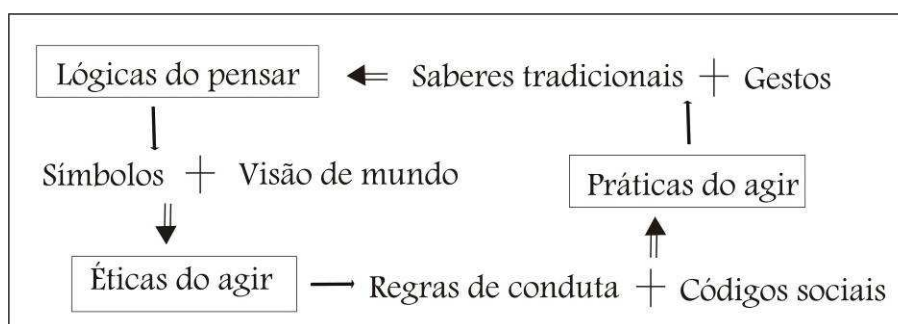 Lógicas do pensar
Saberes tradicionais + Gestos
Símbolos + Visão de mundo
Práticas do agir
Éticas do agir
Regras de conduta + Códigos sociais